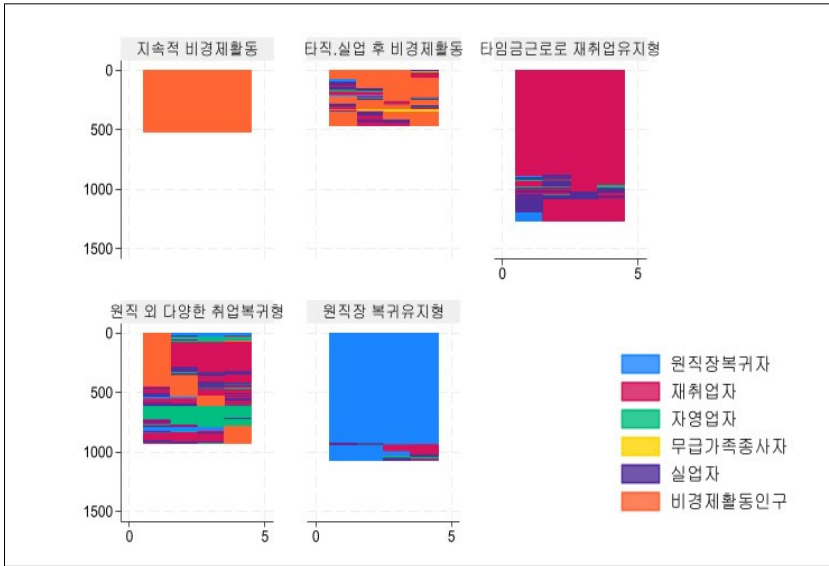 지속적 비경제활동
타직.실업 후 비경제활동
타임금근로로 재취업유지형
0
500
1000
1500
0
5
원직 외 다양한 취업복귀형
원직장 복귀유지형
0
500
1000
1500
0
5
0
5
원직장복귀자
재취업자
자영업자
무급가족종사자
실업자
비경제활동인구